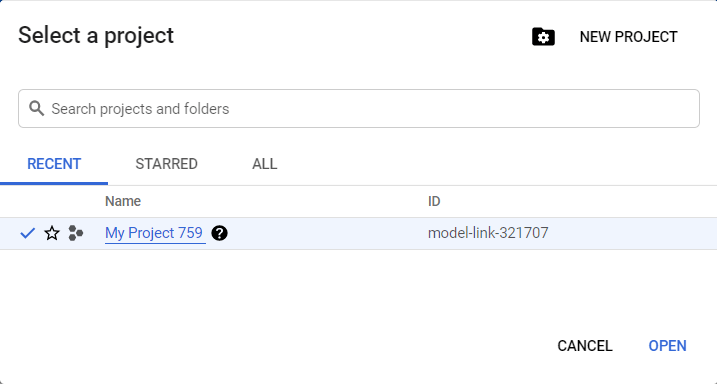 Select a project
NEW PROJECT
Search projects and folders
RECENT STARRED ALL
Name ID
My Project 759 model-link-321707
CANCEL OPEN